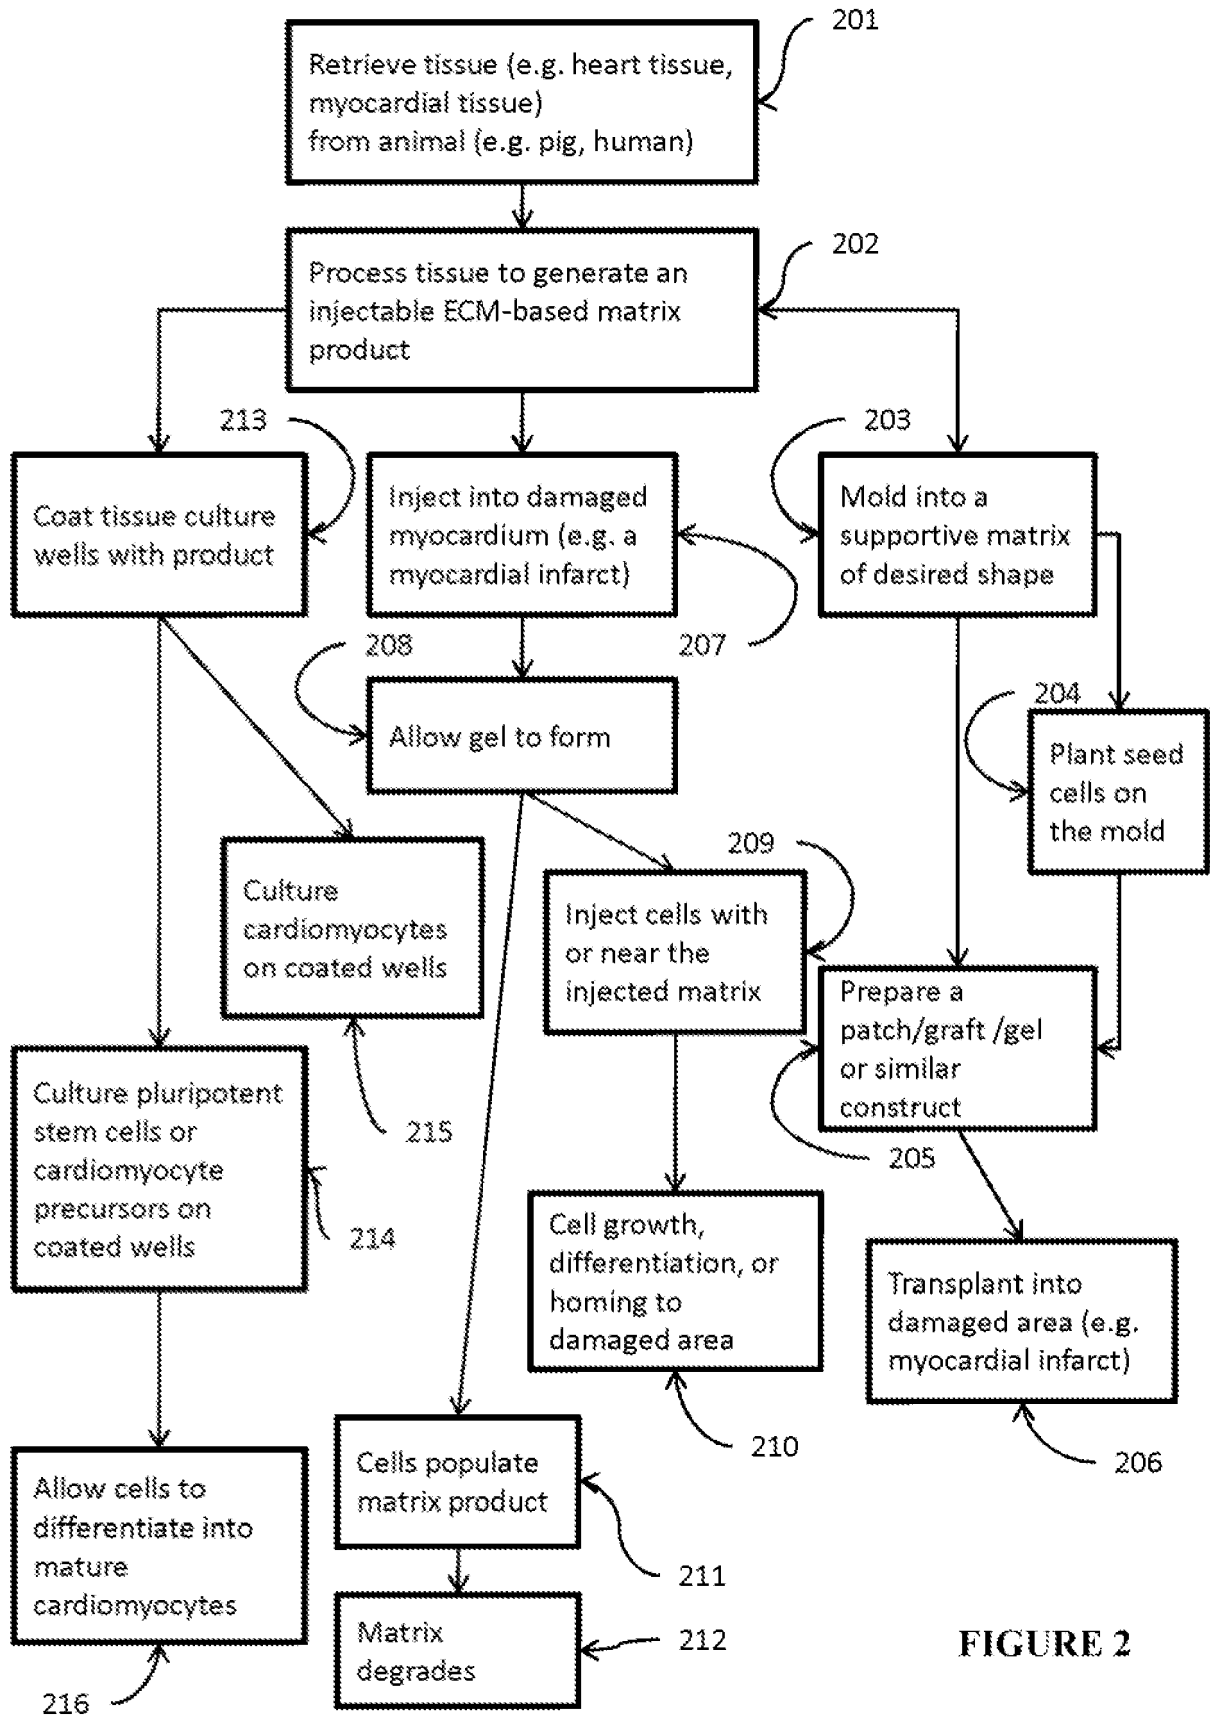 201
Retrieve tissue (e.g. heart tissue,
myocardial tissue)
from animal (e.g. pig, human)
202
Process tissue to generate an
injectable ECM-based matrix
product
213
203
Coat tissue culture
wells with product
Inject into damaged
myocardium (e.g. a
myocardial infarct)
Mold into a
supportive matrix
of desired shape
208
207
204
Allow gel to form
Plant seed
cells on
the mold
209
Culture
cardiomyocytes
on coated wells
Inject cells with
or near the
injected matrix
Prepare a
patch/graft /gel
or similar
construct
215
205
Culture pluripotent
stem cells or
cardiomyocyte
precursors on
coated wells
214
Cell growth,
differentiation, or
homing to
damaged area
Transplant into
damaged area (e.g.
myocardial infarct)
210
206
Allow cells to
differentiate into
mature
cardiomyocytes
Cells populate
matrix product
211
Matrix
degrades
212
216
FIGURE 2